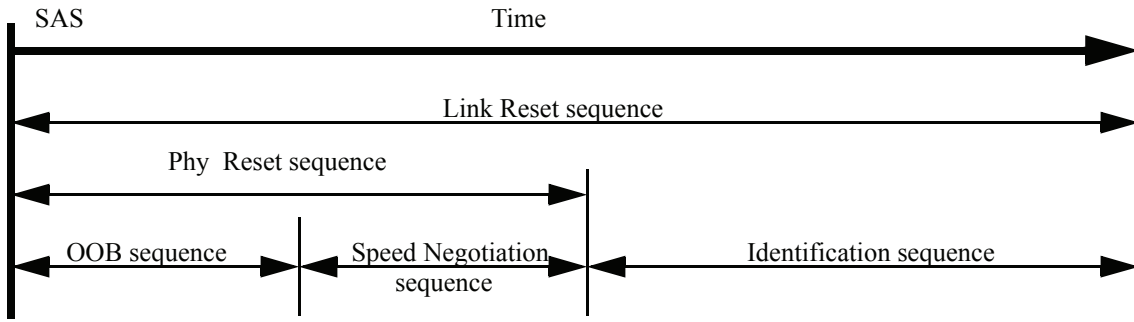 SAS Time
Link Reset sequence
Phy Reset sequence
OOB sequence Speed Negotiation sequence Identification sequence